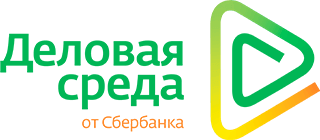 Деловая
среда
от Сбербанка